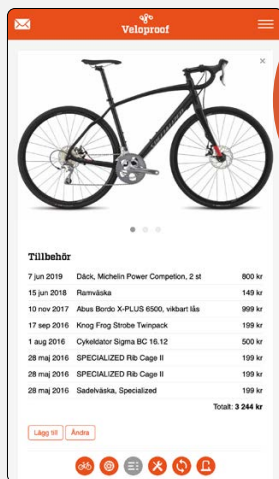 Veloproof
SPECIALIZED
Tillbehör
7 jun 2019 Däck, Michelin Power Competion, 2 st 800 kr
15 jun 2018 Ramväska 149 kr
10 nov 2017 Abus Bordo X-PLUS 6500, vikbart lås 999 kr
17 sep 2016 Knog Frog Strobe Twinpack 199 kr
1 aug 2016 Cykeldator Sigma BC 16.12 500 kr
28 maj 2016 SPECIALIZED Rib Cage II 199 kr
28 maj 2016 SPECIALIZED Rib Cage II 199 kr
28 maj 2016 Sadelväska, Specialized 199 kr
Totalt: 3 244 kr
Lägg till Ändra